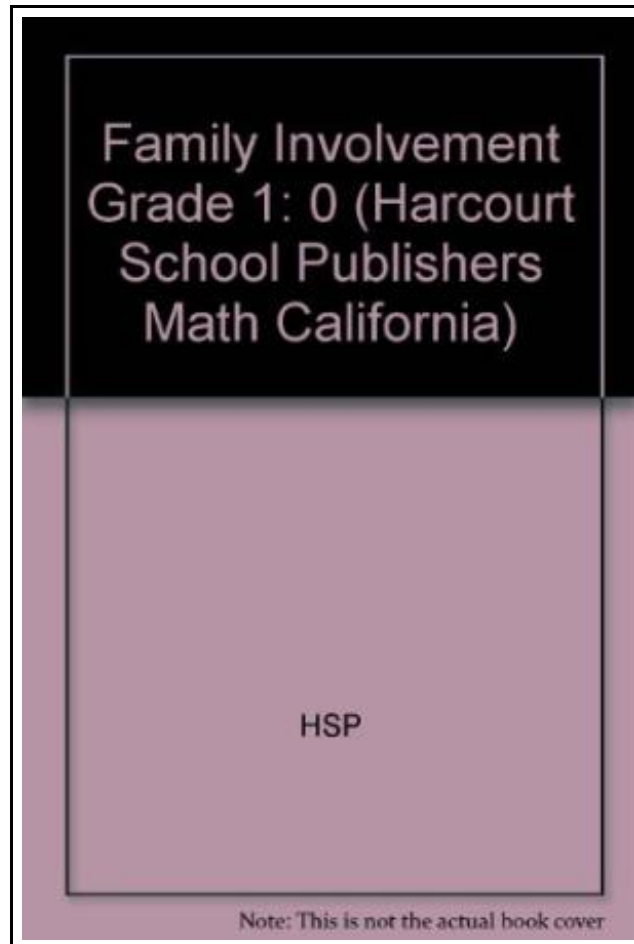 Family Involvement
Grade 1: 0 (Harcourt
School Publishers
Math California)
HSP
Note: This is not the actual book cover